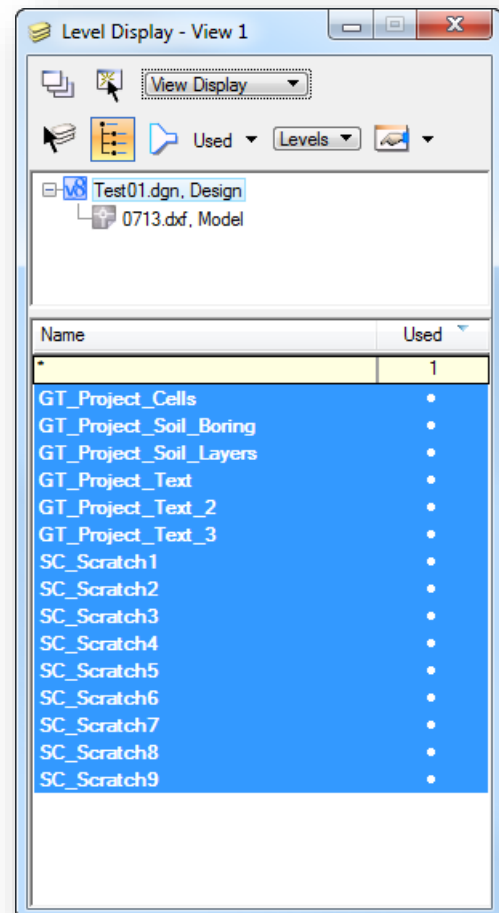 Level Display - View 1
View Display
Used Levels
v8 Test01.dgn, Design
0713.dxf, Model
Name Used
* 1
GT_Project_Cells
GT_Project_Soil_Boring
GT_Project_Soil_Layers
GT_Project_Text
GT_Project_Text_2
GT_Project_Text_3
SC_Scratch1
SC_Scratch2
SC_Scratch3
SC_Scratch4
SC_Scratch5
SC_Scratch6
SC_Scratch7
SC_Scratch8
SC_Scratch9